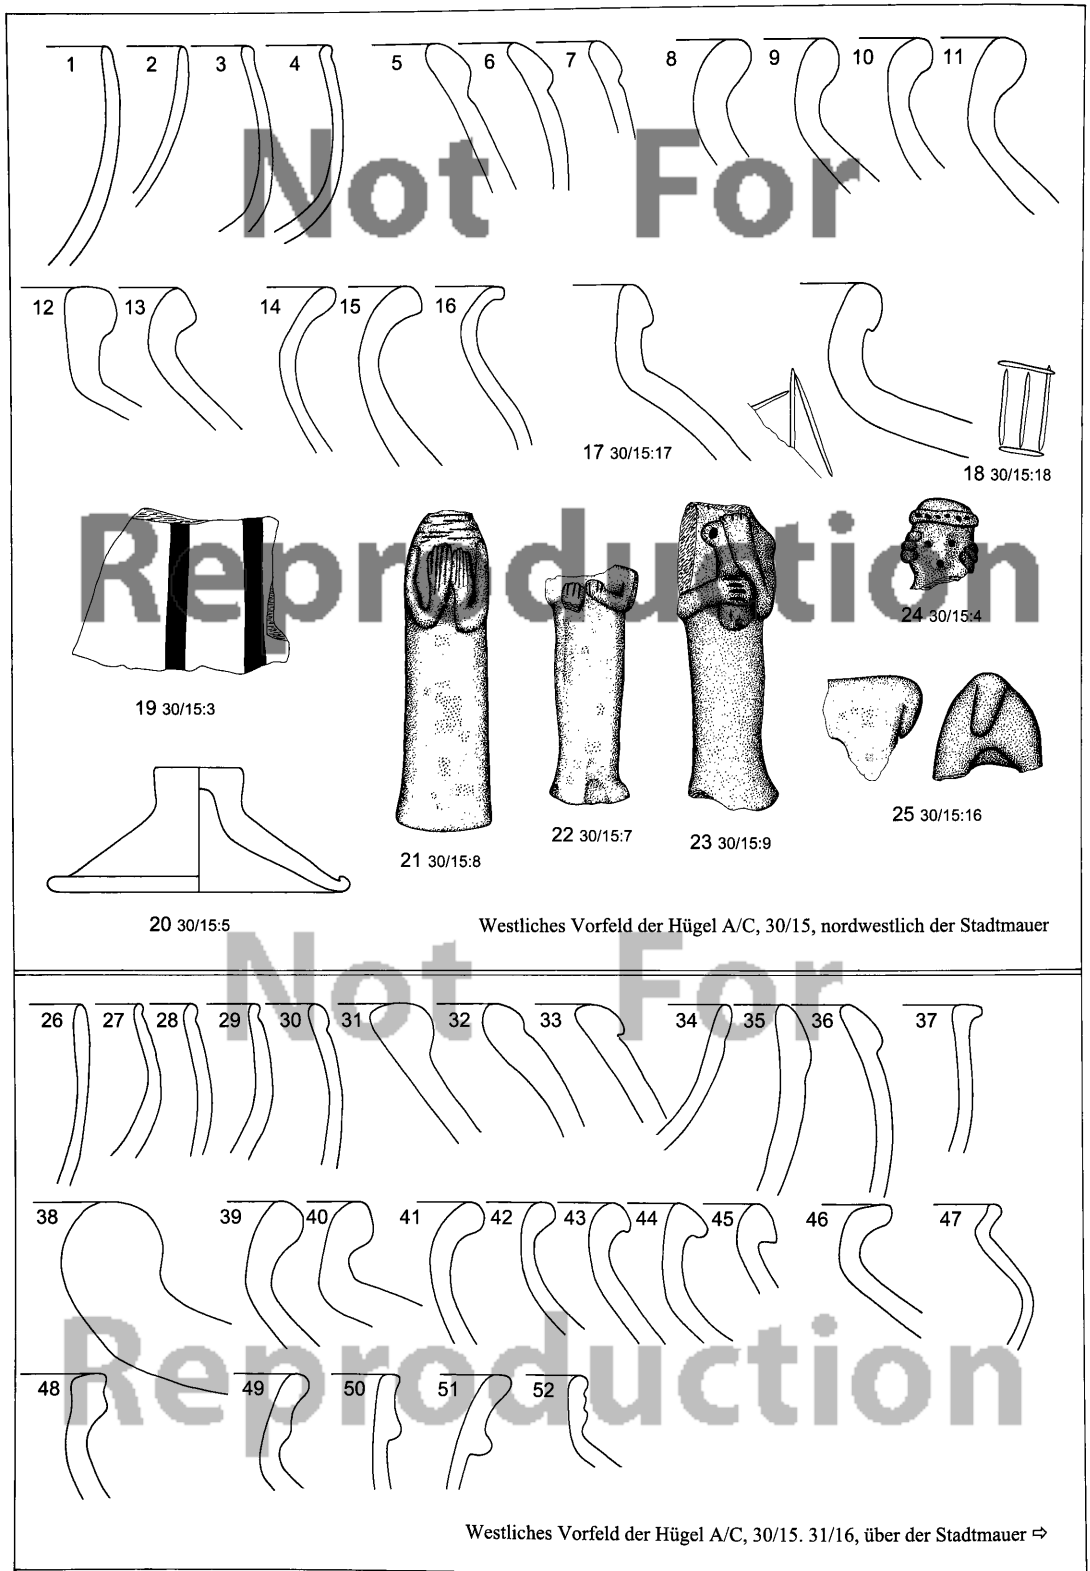 1 2 3 4 5 6 7 8 9 10 11
Not For
12 13 14 15 16
17 30/15:17
18 30/15:18
Reproduction
19 30/15:3
20 30/15:5
21 30/15:8
22 30/15:7
23 30/15:9
24 30/15:4
25 30/15:16
Westliches Vorfeld der Hügel A/C, 30/15, nordwestlich der Stadtmauer
Not For
26 27 28 29 30 31 32 33 34 35 36 37
38 39 40 41 42 43 44 45 46 47
Reproduction
48 49 50 51 52
Westliches Vorfeld der Hügel A/C, 30/15. 31/16, über der Stadtmauer ⇨